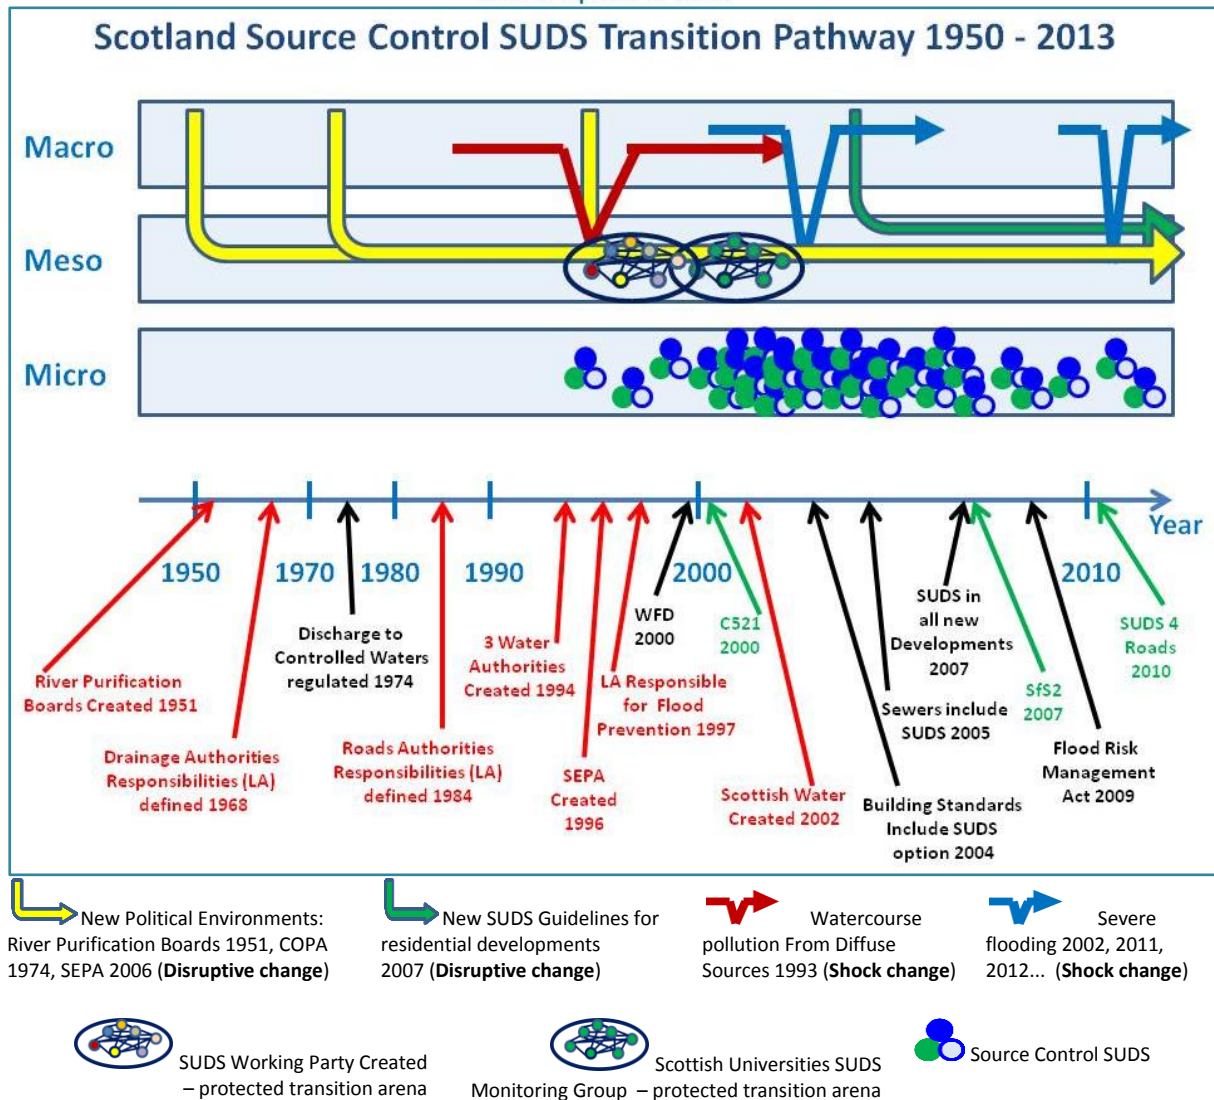 Scotland Source Control SUDS Transition Pathway 1950 - 2013
Macro
Meso
Micro
Year
1950
1970
1980
1990
2000
2010
River Purification
Boards Created 1951
Drainage Authorities
Responsibilities (LA)
defined 1968
Discharge to
Controlled Waters
regulated 1974
Roads Authorities
Responsibilities (LA)
defined 1984
3 Water
Authorities
Created 1994
SEPA
Created
1996
LA Responsible
for Flood
Prevention 1997
WFD
2000
C521
2000
Scottish Water
Created 2002
Building Standards
Include SUDS
option 2004
Sewers include
SUDS 2005
SUDS in
all new
Developments
2007
SfS2
2007
Flood Risk
Management
Act 2009
SUDS 4
Roads
2010
New Political Environments:
River Purification Boards 1951, COPA
1974, SEPA 2006 (Disruptive change)
New SUDS Guidelines for
residential developments
2007 (Disruptive change)
Watercourse
pollution From Diffuse
Sources 1993 (Shock change)
Severe
flooding 2002, 2011,
2012... (Shock change)
SUDS Working Party Created
– protected transition arena
Scottish Universities SUDS
Monitoring Group – protected transition arena
Source Control SUDS